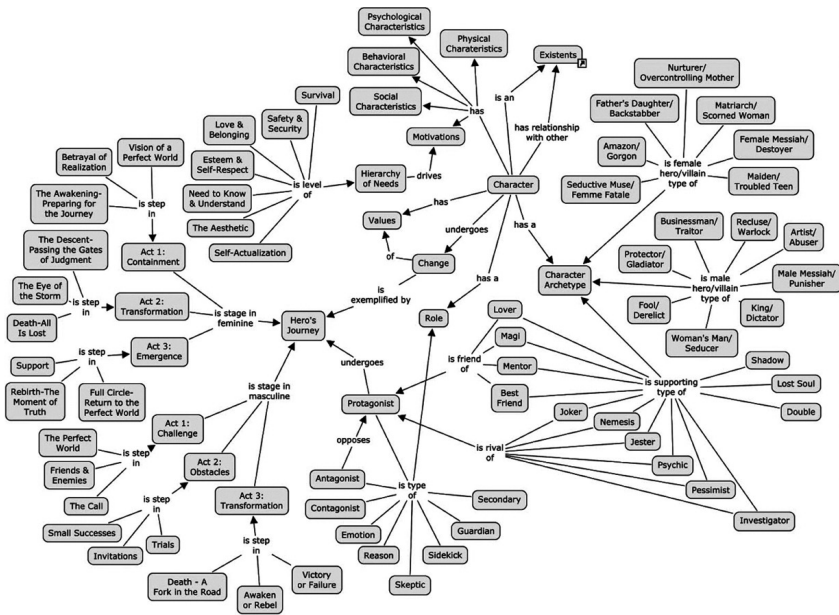 Psychological
Characteristics
Physical
Charateristics
Existents
Behavioral
Characteristics
is an
Nurturer/
Overcontrolling Mother
Survival
Social
Characteristics
has
Father's Daughter/
Backstabber
Matriarch/
Scorned Woman
Love &
Belonging
Safety &
Security
Motivations
has relationship
with other
Vision of a
Perfect World
Amazon/
Gorgon
Female Messiah/
Destoyer
Betrayal of
Realization
Esteem &
Self-Respect
is female
hero/villain
type of
is level
of
Hierarchy
of Needs
drives
Character
Seductive Muse/
Femme Fatale
Maiden/
Troubled Teen
The Awakening-
Preparing for
the Journey
is step
in
Need to Know
& Understand
has
Values
undergoes
has a
Businessman/
Traitor
Recluse/
Warlock
Artist/
Abuser
The Aesthetic
The Descent-
Passing the Gates
of Judgment
Act 1:
Containment
Self-Actualization
of
Change
Protector/
Gladiator
is male
hero/villain
type of
Male Messiah/
Punisher
has a
Character
Archetype
The Eye of
the Storm
is step
in
Act 2:
Transformation
is
exemplified by
Fool/
Derelict
King/
Dictator
Death-All
Is Lost
is stage in
feminine
Hero's
Journey
Role
Lover
Woman's Man/
Seducer
Magi
Act 3:
Emergence
is step
in
Support
undergoes
is friend
of
Mentor
Shadow
Rebirth-The
Moment of
Truth
Full Circle-
Return to the
Perfect World
is stage in
masculine
Best
Friend
is supporting
type of
Lost Soul
Protagonist
Joker
Nemesis
Double
Act 1:
Challenge
The Perfect
World
opposes
is rival
of
Jester
is step
in
Friends &
Enemies
Act 2:
Obstacles
Psychic
Antagonist
is type
of
Secondary
Pessimist
The Call
is step
in
Act 3:
Transformation
Contagonist
Investigator
Small Successes
Emotion
Guardian
Invitations
Trials
is step
in
Reason
Sidekick
Skeptic
Death - A
Fork in the Road
Awaken
or Rebel
Victory
or Failure